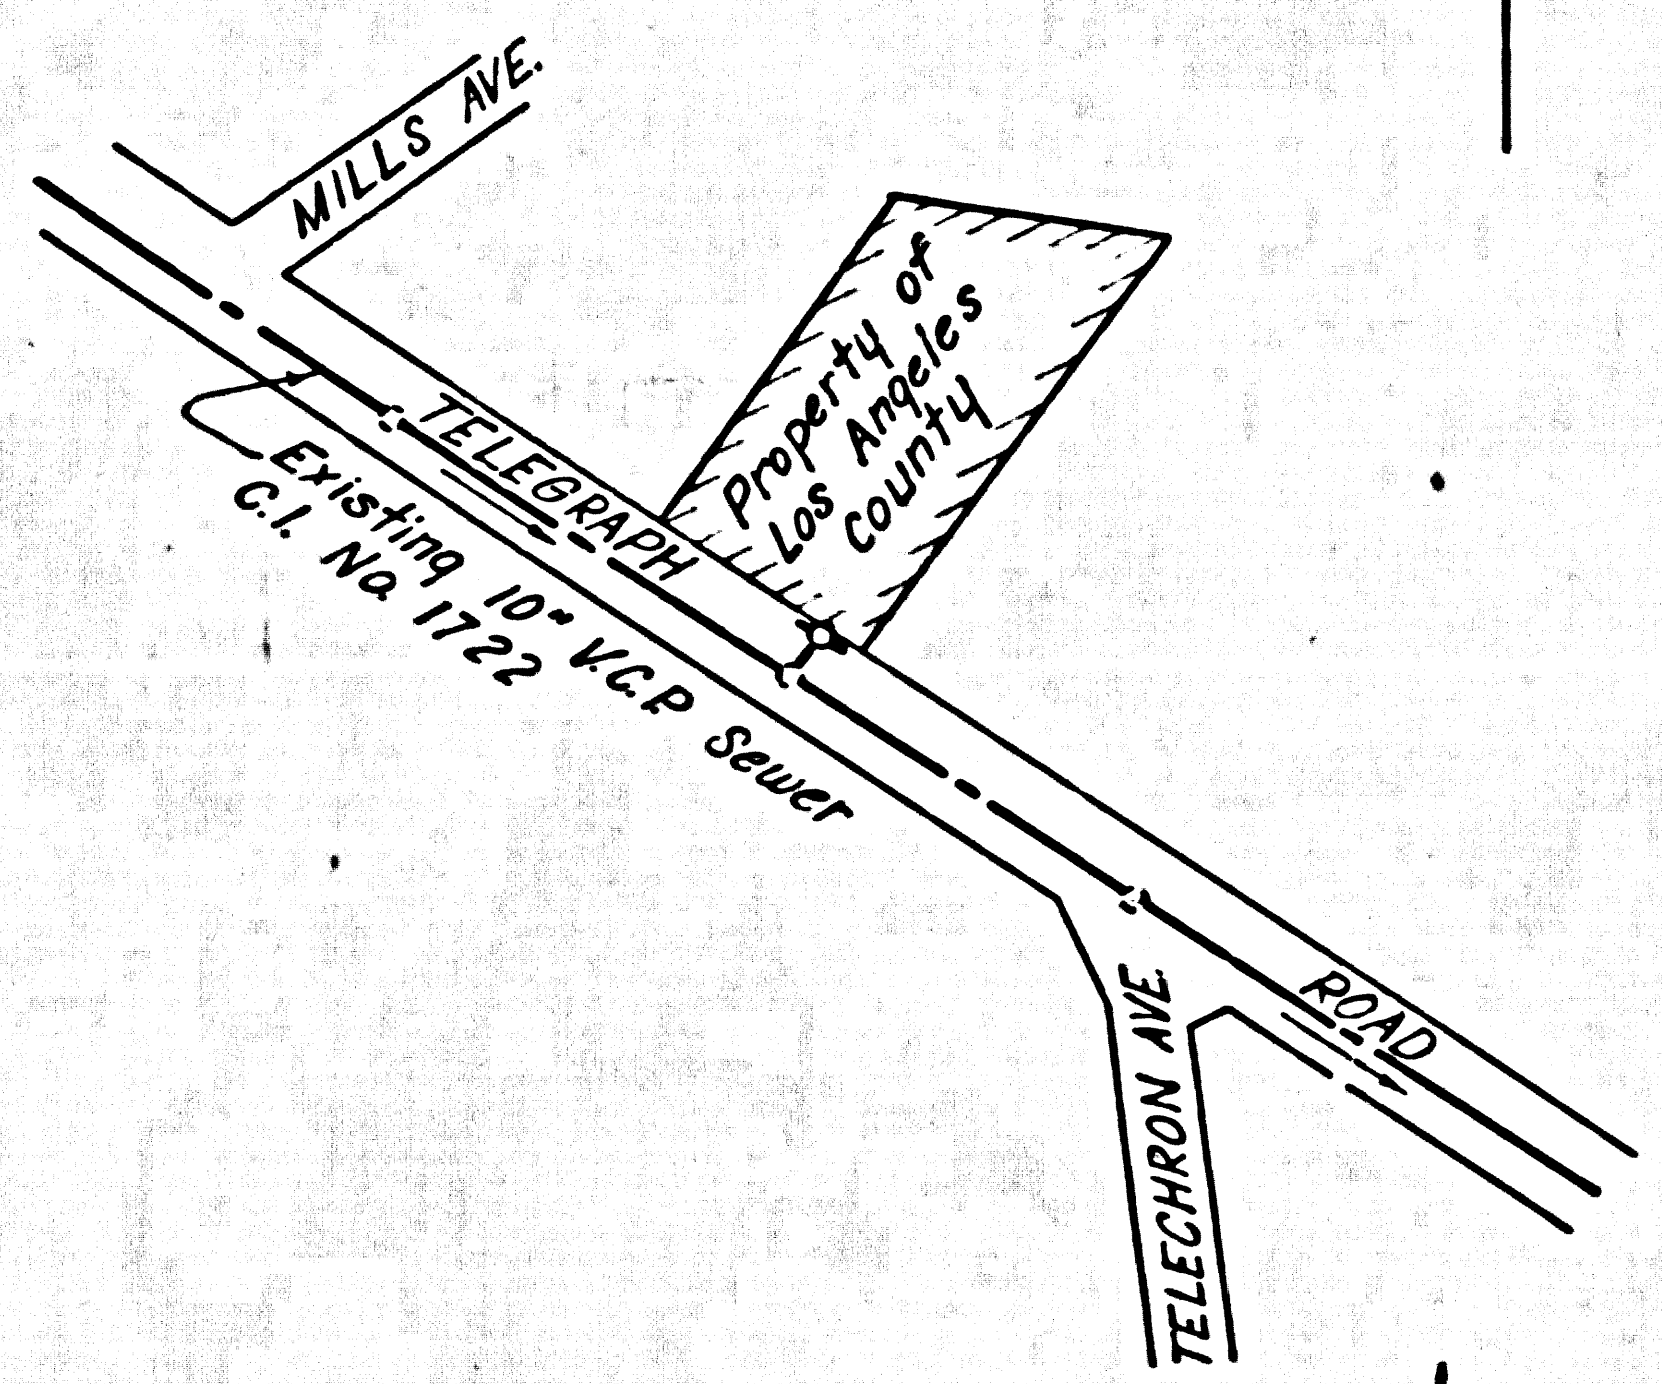 MILLS AVE.
Property of
Los Angeles
County
TELEGRAPH ROAD
Existing 10" V.C.P. Sewer
C.I. No. 1722
TELECHRON AVE.